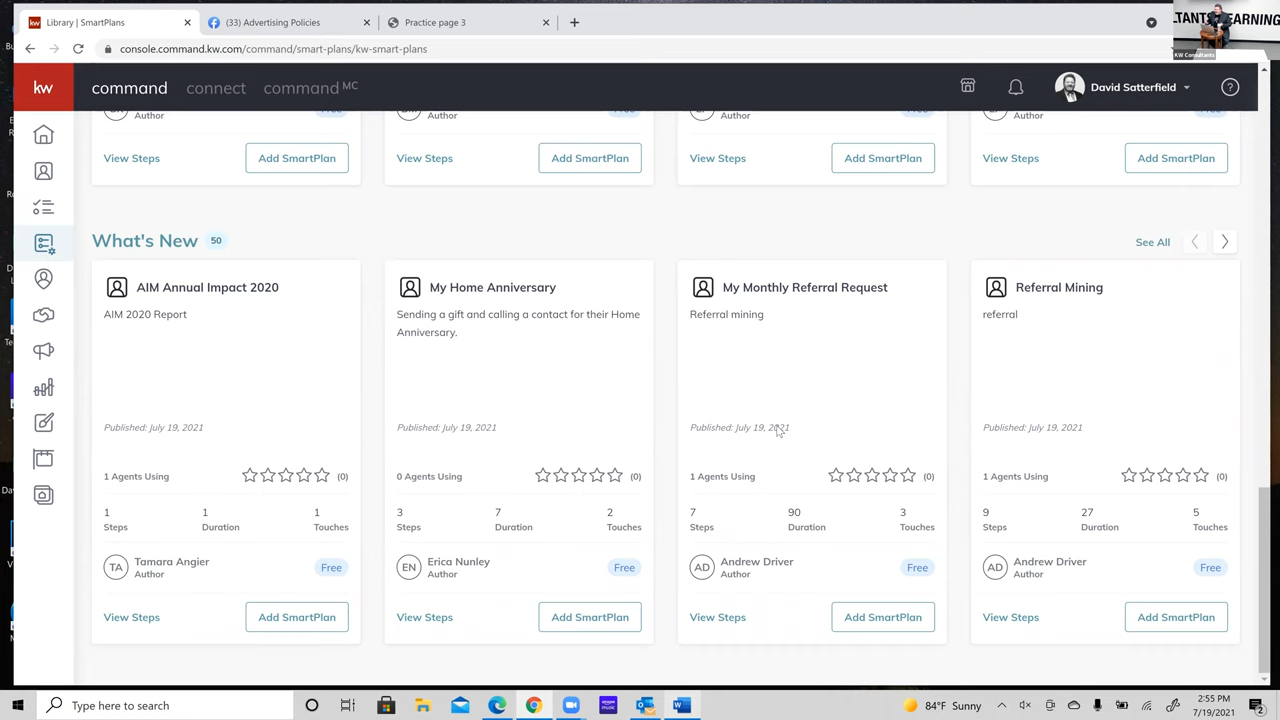 Library | SmartPlans
(33) Advertising Policies
Practice page 3
console.command.kw.com/command/smart-plans/kw-smart-plans
LTANTS LEARNING
KW Consultants
kw
command
connect
command MC
David Satterfield
Author
Author
Author
Author
View Steps
Add SmartPlan
View Steps
Add SmartPlan
View Steps
Add SmartPlan
View Steps
Add SmartPlan
What's New 50
See All
AIM Annual Impact 2020
AIM 2020 Report
Published: July 19, 2021
1 Agents Using (0)
1 1 1
Steps Duration Touches
TA Tamara Angier
Author
Free
View Steps
Add SmartPlan
My Home Anniversary
Sending a gift and calling a contact for their Home
Anniversary.
Published: July 19, 2021
0 Agents Using (0)
3 7 2
Steps Duration Touches
EN Erica Nunley
Author
Free
View Steps
Add SmartPlan
My Monthly Referral Request
Referral mining
Published: July 19, 2021
1 Agents Using (0)
7 90 3
Steps Duration Touches
AD Andrew Driver
Author
Free
View Steps
Add SmartPlan
Referral Mining
referral
Published: July 19, 2021
1 Agents Using (0)
9 27 5
Steps Duration Touches
AD Andrew Driver
Author
Free
View Steps
Add SmartPlan
Type here to search
84°F Sunny
2:55 PM
7/19/2021